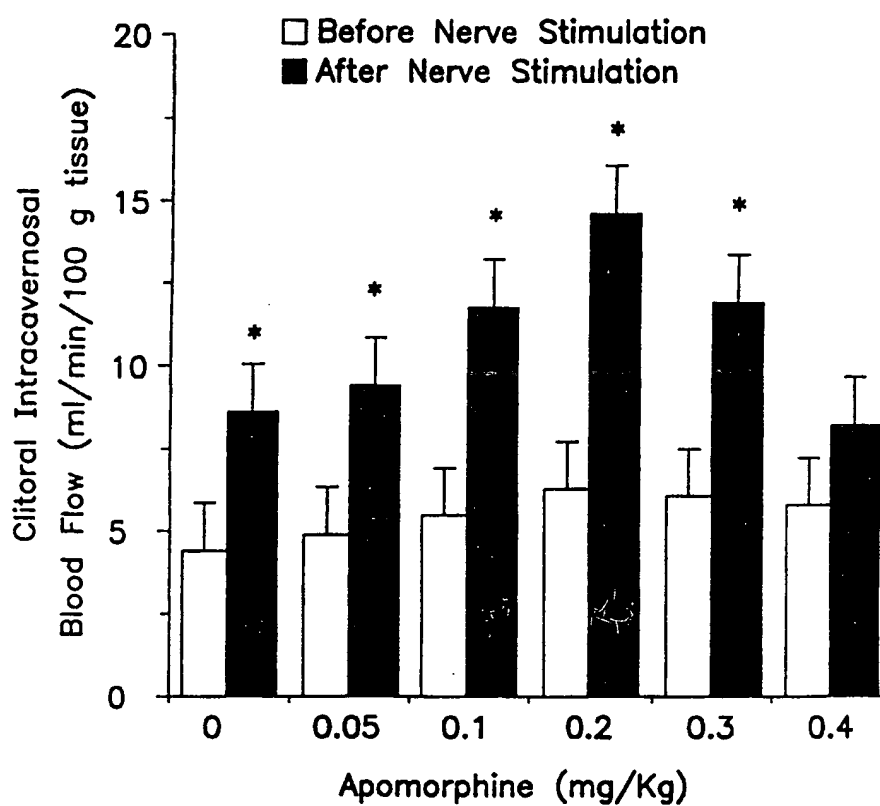 Before Nerve Stimulation
After Nerve Stimulation
20
15
10
5
0
*
*
*
*
*
Clitoral Intracavernosal
Blood Flow (ml/min/100 g tissue)
0 0.05 0.1 0.2 0.3 0.4
Apomorphine (mg/Kg)